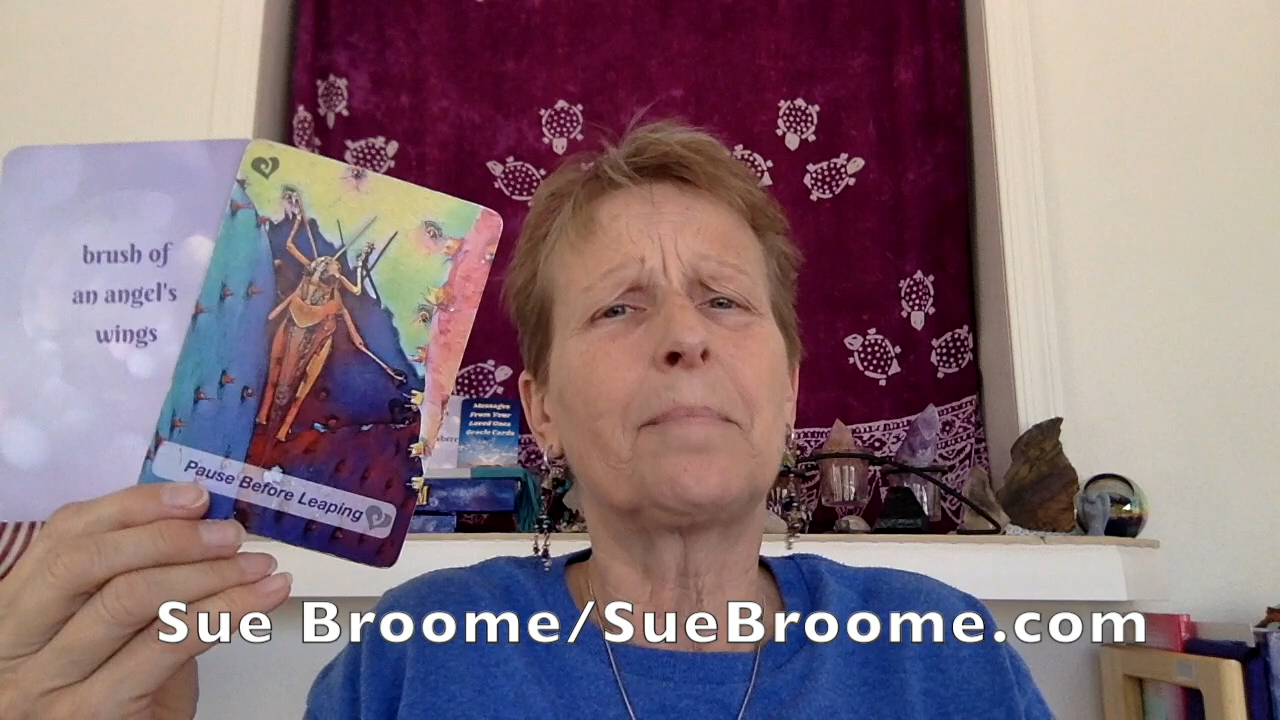 brush of
an angel's
wings
Pause Before Leaping
Messages
From Your
Loved Ones
Oracle Cards
Sue Broome/SueBroome.com